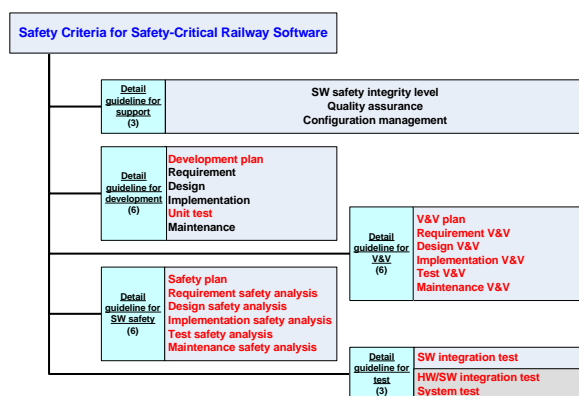 Safety Criteria for Safety-Critical Railway Software
Detail
guideline for
support
(3)
SW safety integrity level
Quality assurance
Configuration management
Detail
guideline for
development
(6)
Development plan
Requirement
Design
Implementation
Unit test
Maintenance
Detail
guideline for
V&V
(6)
V&V plan
Requirement V&V
Design V&V
Implementation V&V
Test V&V
Maintenance V&V
Detail
guideline for
SW safety
(6)
Safety plan
Requirement safety analysis
Design safety analysis
Implementation safety analysis
Test safety analysis
Maintenance safety analysis
Detail
guideline for
test
(3)
SW integration test
HW/SW integration test
System test